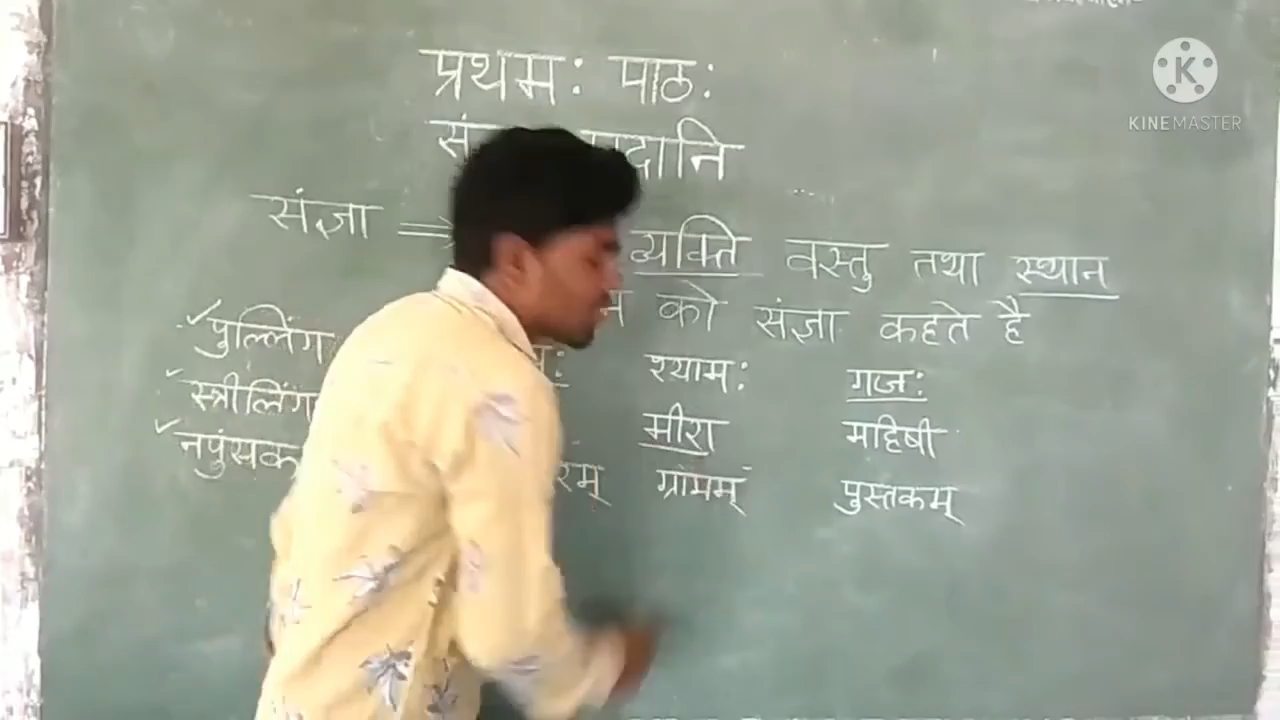 प्रथम: पाठ:
KINEMASTER
संज्ञा ⇒ व्यक्ति वस्तु तथा स्थान
को संज्ञा कहते है
पुल्लिंग श्याम: गज:
स्त्रीलिंग मीरा महिषी
नपुंसक ग्रामम् पुस्तकम्